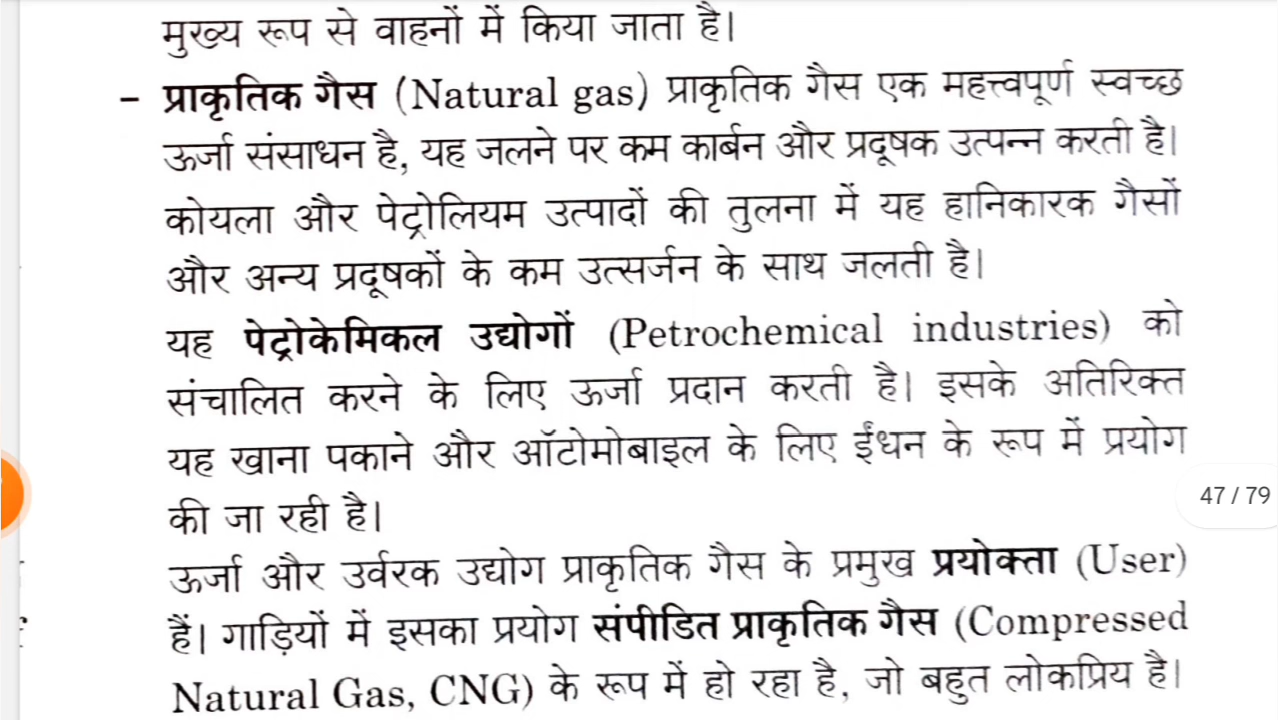 मुख्य रूप से वाहनों में किया जाता है।
– प्राकृतिक गैस (Natural gas) प्राकृतिक गैस एक महत्त्वपूर्ण स्वच्छ
ऊर्जा संसाधन है, यह जलने पर कम कार्बन और प्रदूषक उत्पन्न करती है।
कोयला और पेट्रोलियम उत्पादों की तुलना में यह हानिकारक गैसों
और अन्य प्रदूषकों के कम उत्सर्जन के साथ जलती है।
यह पेट्रोकेमिकल उद्योगों (Petrochemical industries) को
संचालित करने के लिए ऊर्जा प्रदान करती है। इसके अतिरिक्त
यह खाना पकाने और ऑटोमोबाइल के लिए ईंधन के रूप में प्रयोग
की जा रही है।
47 / 79
ऊर्जा और उर्वरक उद्योग प्राकृतिक गैस के प्रमुख प्रयोक्ता (User)
हैं। गाड़ियों में इसका प्रयोग संपीडित प्राकृतिक गैस (Compressed
Natural Gas, CNG) के रूप में हो रहा है, जो बहुत लोकप्रिय है।